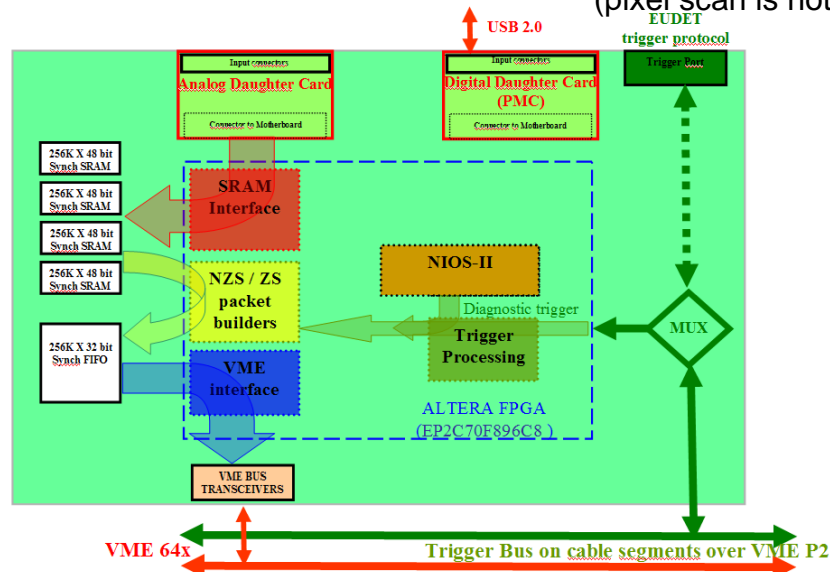 (pixel scan is not
EUDET
trigger protocol
USB 2.0
Input connectors
Analog Daughter Card
Connector to Motherboard
Input connectors
Digital Daughter Card
(PMC)
Connector to Motherboard
Trigger Port
256K X 48 bit
Synch SRAM
256K X 48 bit
Synch SRAM
256K X 48 bit
Synch SRAM
256K X 48 bit
Synch SRAM
256K X 32 bit
Synch FIFO
SRAM
Interface
NZS / ZS
packet
builders
VME
interface
NIOS-II
Diagnostic trigger
Trigger
Processing
MUX
ALTERA FPGA
(EP2C70F896C8 )
VME BUS
TRANSCEIVERS
VME 64x
Trigger Bus on cable segments over VME P2